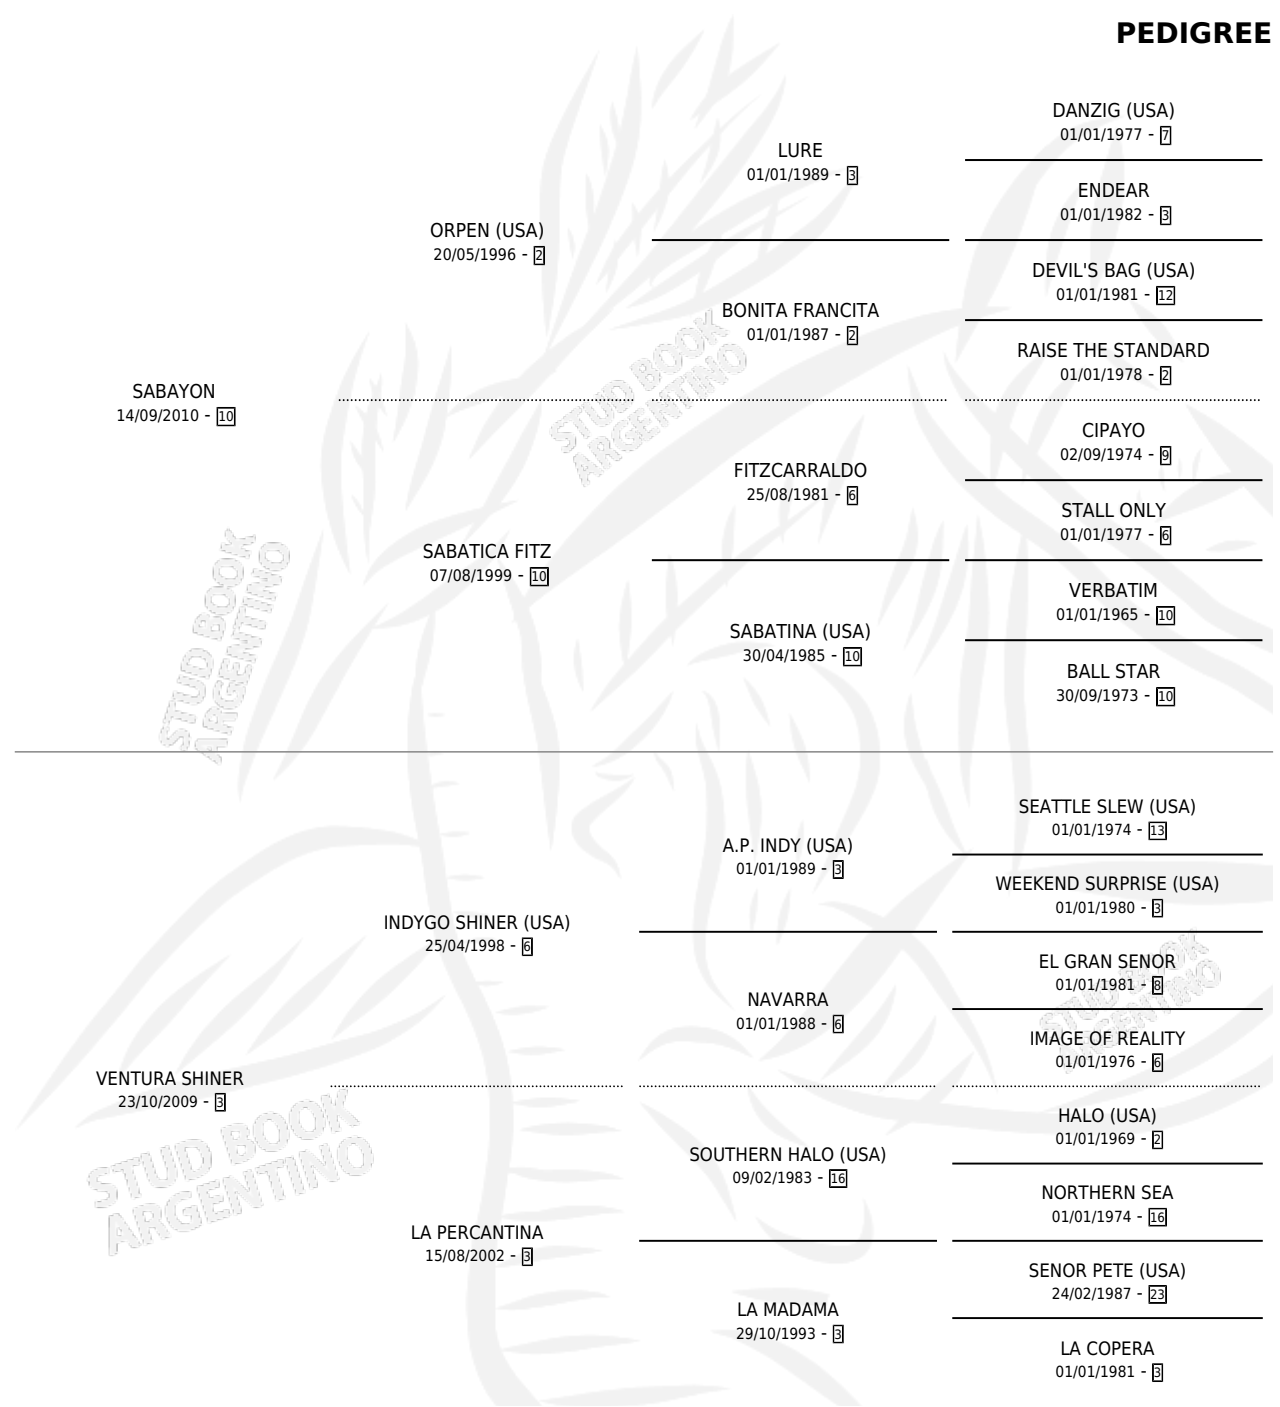 PEDIGREE
DANZIG (USA)
01/01/1977 - 7
LURE
01/01/1989 - 3
ENDEAR
01/01/1982 - 3
ORPEN (USA)
20/05/1996 - 2
DEVIL'S BAG (USA)
01/01/1981 - 12
BONITA FRANCITA
01/01/1987 - 2
RAISE THE STANDARD
01/01/1978 - 2
SABAYON
14/09/2010 - 10
CIPAYO
02/09/1974 - 9
FITZCARRALDO
25/08/1981 - 6
STALL ONLY
01/01/1977 - 6
SABATICA FITZ
07/08/1999 - 10
VERBATIM
01/01/1965 - 10
SABATINA (USA)
30/04/1985 - 10
BALL STAR
30/09/1973 - 10
SEATTLE SLEW (USA)
01/01/1974 - 13
A.P. INDY (USA)
01/01/1989 - 3
WEEKEND SURPRISE (USA)
01/01/1980 - 3
INDYGO SHINER (USA)
25/04/1998 - 6
EL GRAN SENOR
01/01/1981 - 8
NAVARRA
01/01/1988 - 6
IMAGE OF REALITY
01/01/1976 - 6
VENTURA SHINER
23/10/2009 - 3
HALO (USA)
01/01/1969 - 2
SOUTHERN HALO (USA)
09/02/1983 - 16
NORTHERN SEA
01/01/1974 - 16
LA PERCANTINA
15/08/2002 - 3
SENOR PETE (USA)
24/02/1987 - 23
LA MADAMA
29/10/1993 - 3
LA COPERA
01/01/1981 - 3
STUD BOOK
ARGENTINO
STUD BOOK
ARGENTINO
STUD BOOK
ARGENTINO
STUD BOOK
ARGENTINO